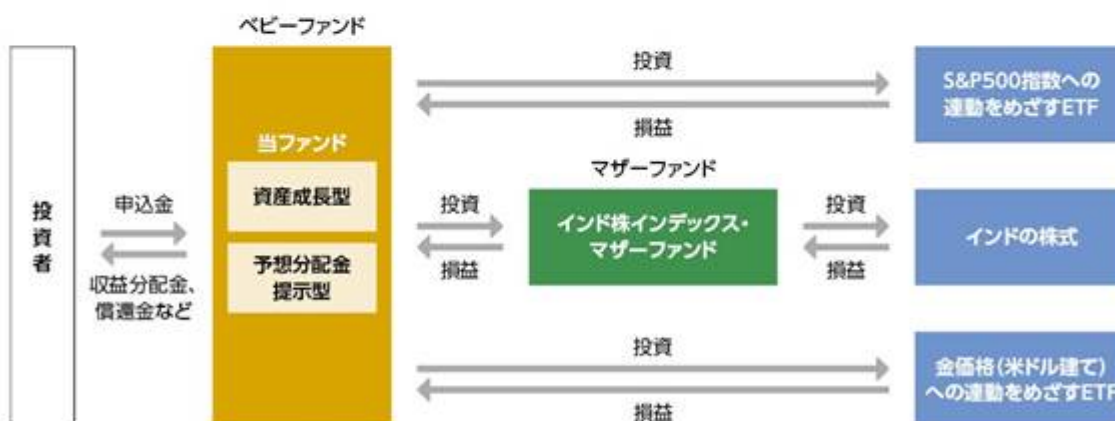 ベビーファンド
投資者
申込金
収益分配金、
償還金など
当ファンド
資産成長型
予想分配金
提示型
投資
損益
S&P500指数への
連動をめざすETF
投資
損益
マザーファンド
インド株インデックス・
マザーファンド
投資
損益
インドの株式
投資
損益
金価格(米ドル建て)
への連動をめざすETF